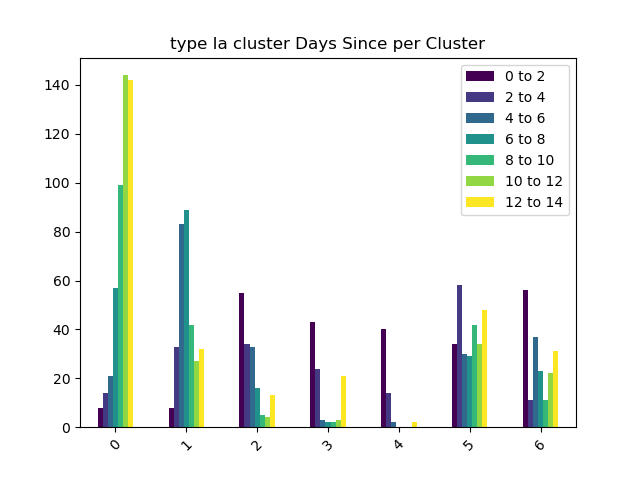 type Ia cluster Days Since per Cluster
140
120
100
80
60
40
20
0
0 to 2
2 to 4
4 to 6
6 to 8
8 to 10
10 to 12
12 to 14
0 1 2 3 4 5 6